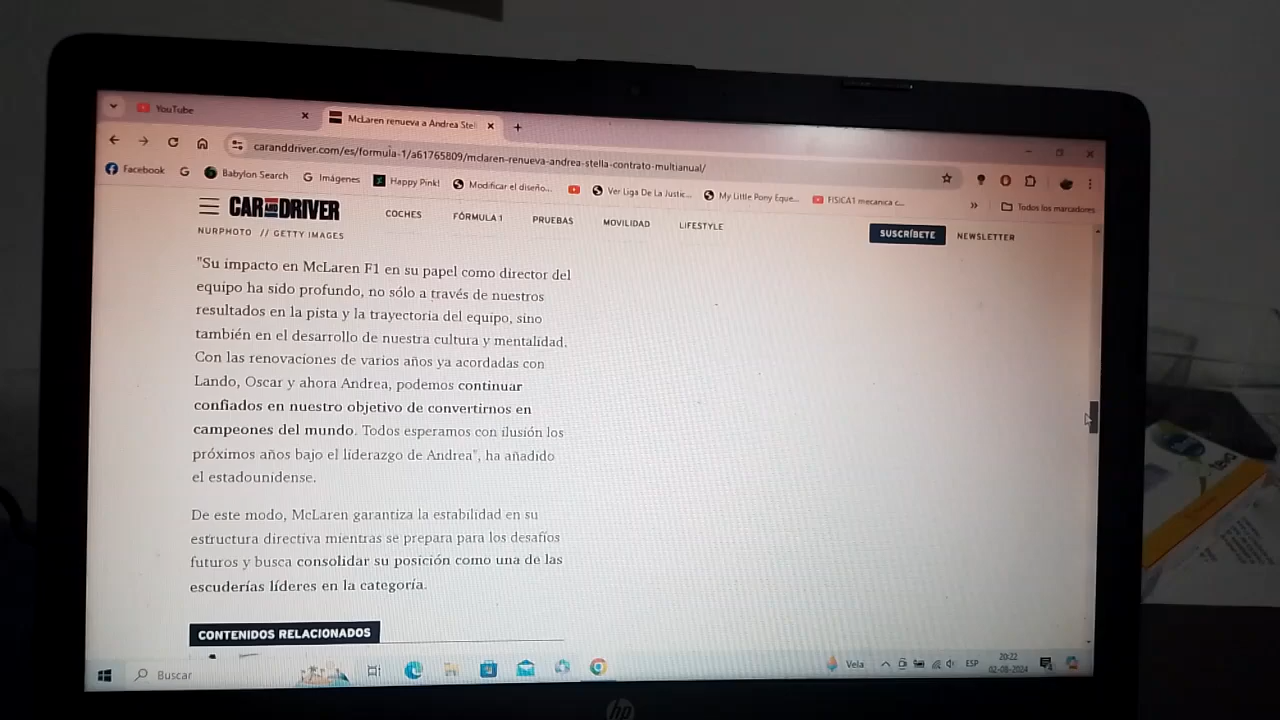 YouTube
McLaren renueva a Andrea Stel
caranddriver.com/es/formula-1/a61765809/mclaren-renueva-andrea-stella-contrato-multianual/
Facebook
Babylon Search
Imágenes
Happy Pink!
Modificar el diseño...
Ver Liga De La Justic...
My Little Pony Eque...
FISICA1 mecanica c...
Todos los marcadores
CAR AND DRIVER
COCHES
FÓRMULA 1
PRUEBAS
MOVILIDAD
LIFESTYLE
SUSCRÍBETE
NEWSLETTER
NURPHOTO // GETTY IMAGES
"Su impacto en McLaren F1 en su papel como director del
equipo ha sido profundo, no sólo a través de nuestros
resultados en la pista y la trayectoria del equipo, sino
también en el desarrollo de nuestra cultura y mentalidad.
Con las renovaciones de varios años ya acordadas con
Lando, Oscar y ahora Andrea, podemos continuar
confiados en nuestro objetivo de convertirnos en
campeones del mundo. Todos esperamos con ilusión los
próximos años bajo el liderazgo de Andrea", ha añadido
el estadounidense.
De este modo, McLaren garantiza la estabilidad en su
estructura directiva mientras se prepara para los desafíos
futuros y busca consolidar su posición como una de las
escuderías líderes en la categoría.
CONTENIDOS RELACIONADOS
Buscar
Vela
ESP
20:22
02-08-2024
hp